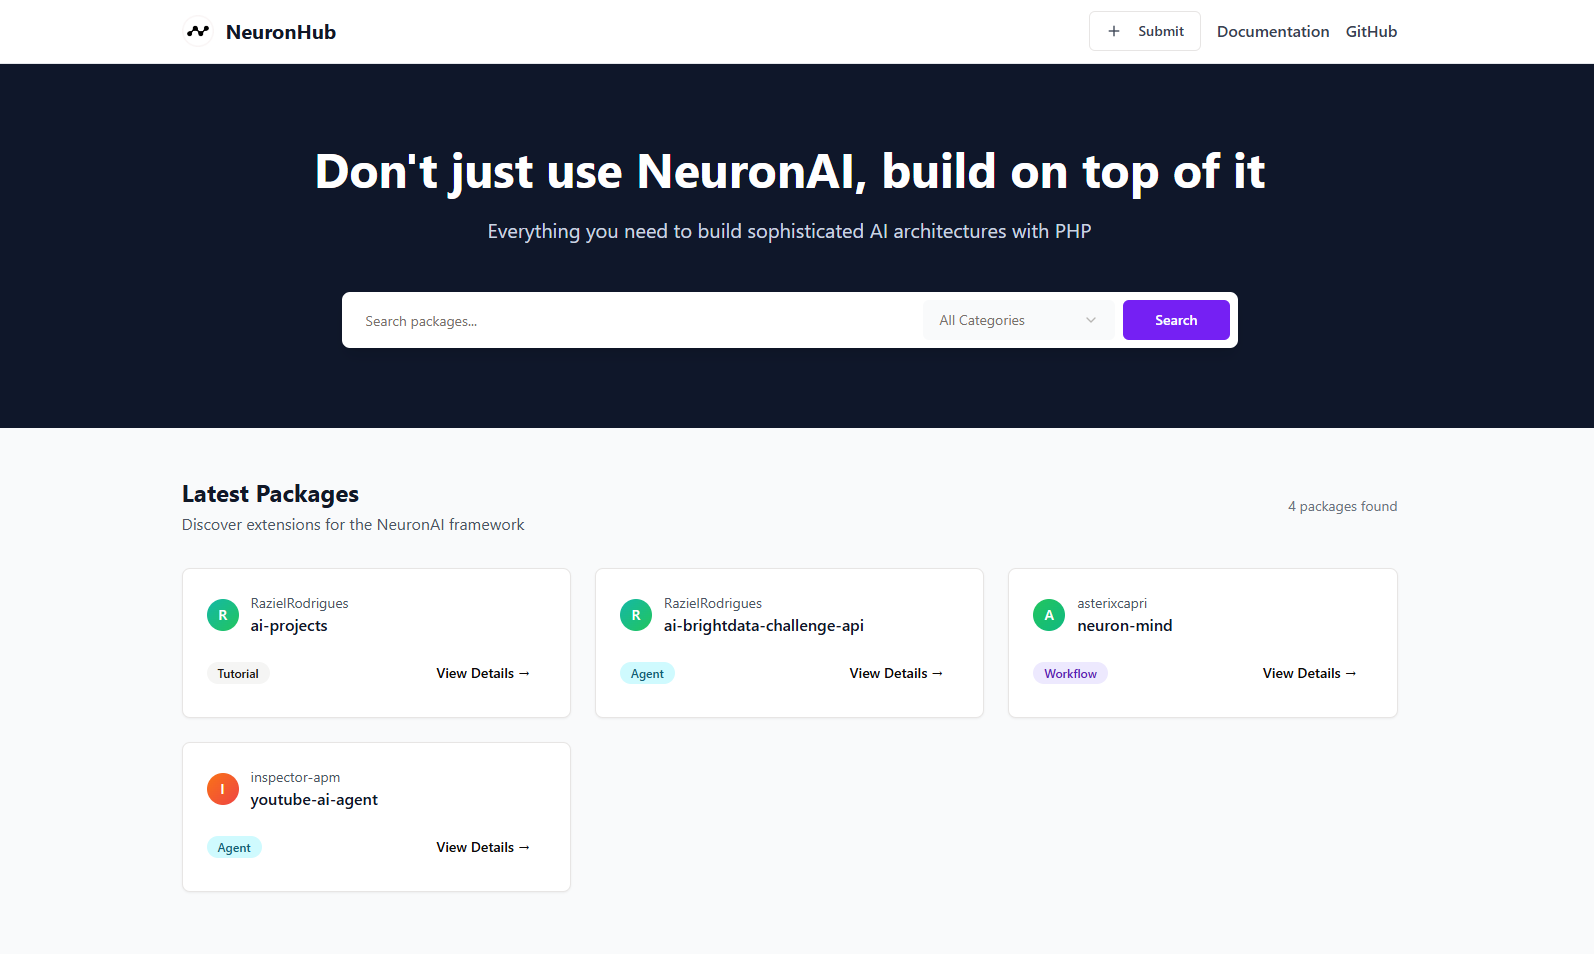 NeuronHub
+ Submit
Documentation
GitHub
Don't just use NeuronAI, build on top of it
Everything you need to build sophisticated AI architectures with PHP
Search packages...
All Categories
Search
Latest Packages
Discover extensions for the NeuronAI framework
4 packages found
R
RazielRodrigues
ai-projects
Tutorial
View Details →
R
RazielRodrigues
ai-brightdata-challenge-api
Agent
View Details →
A
asterixcapri
neuron-mind
Workflow
View Details →
I
inspector-apm
youtube-ai-agent
Agent
View Details →